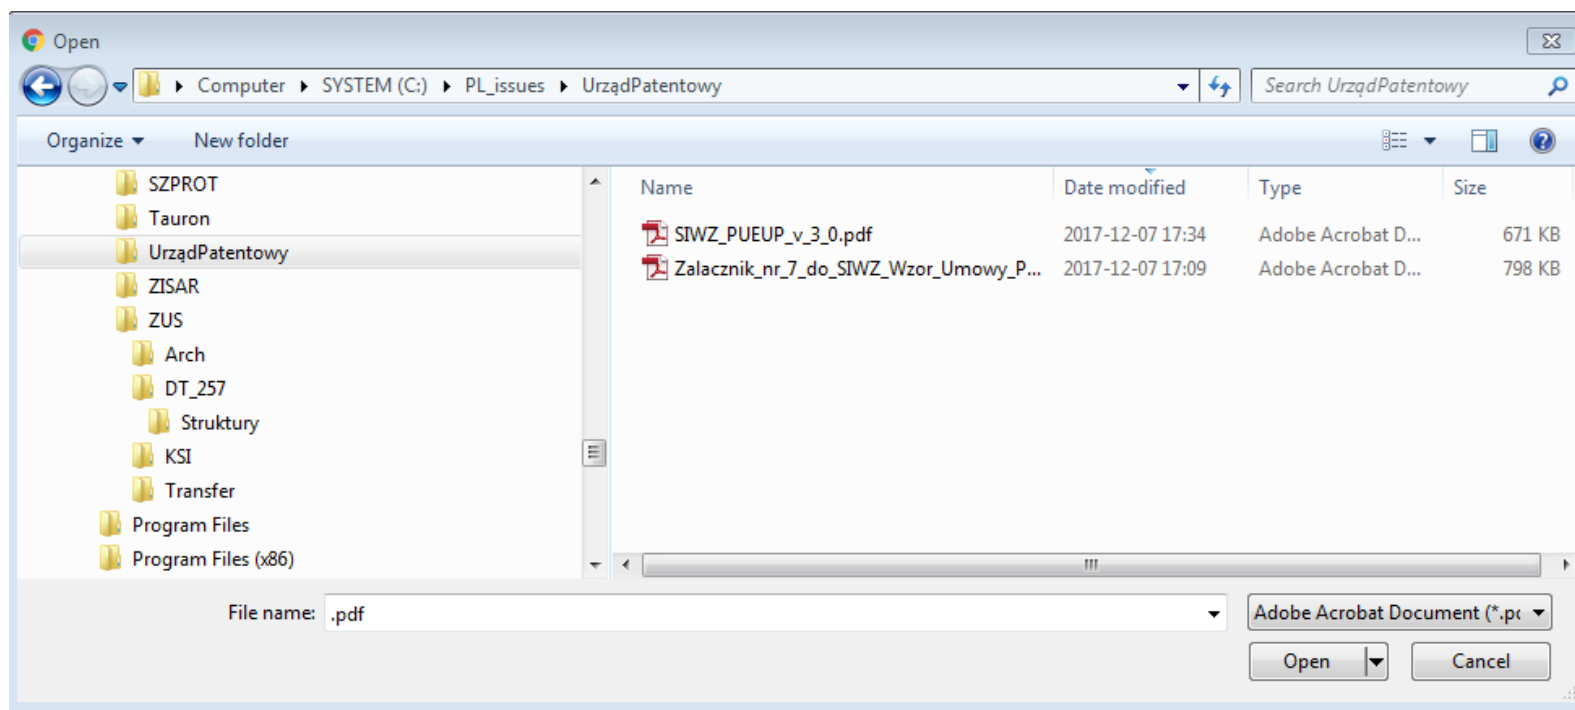 Open
Computer SYSTEM (C:) PL_issues UrządPatentowy Search UrządPatentowy
Organize New folder
SZPROT
Tauron
UrządPatentowy
ZISAR
ZUS
Arch
DT_257
Struktury
KSI
Transfer
Program Files
Program Files (x86)
Name Date modified Type Size
SIWZ_PUEUP_v_3_0.pdf 2017-12-07 17:34 Adobe Acrobat D... 671 KB
Zalacznik_nr_7_do_SIWZ_Wzor_Umowy_P... 2017-12-07 17:09 Adobe Acrobat D... 798 KB
File name: .pdf Adobe Acrobat Document (*.pc
Open Cancel